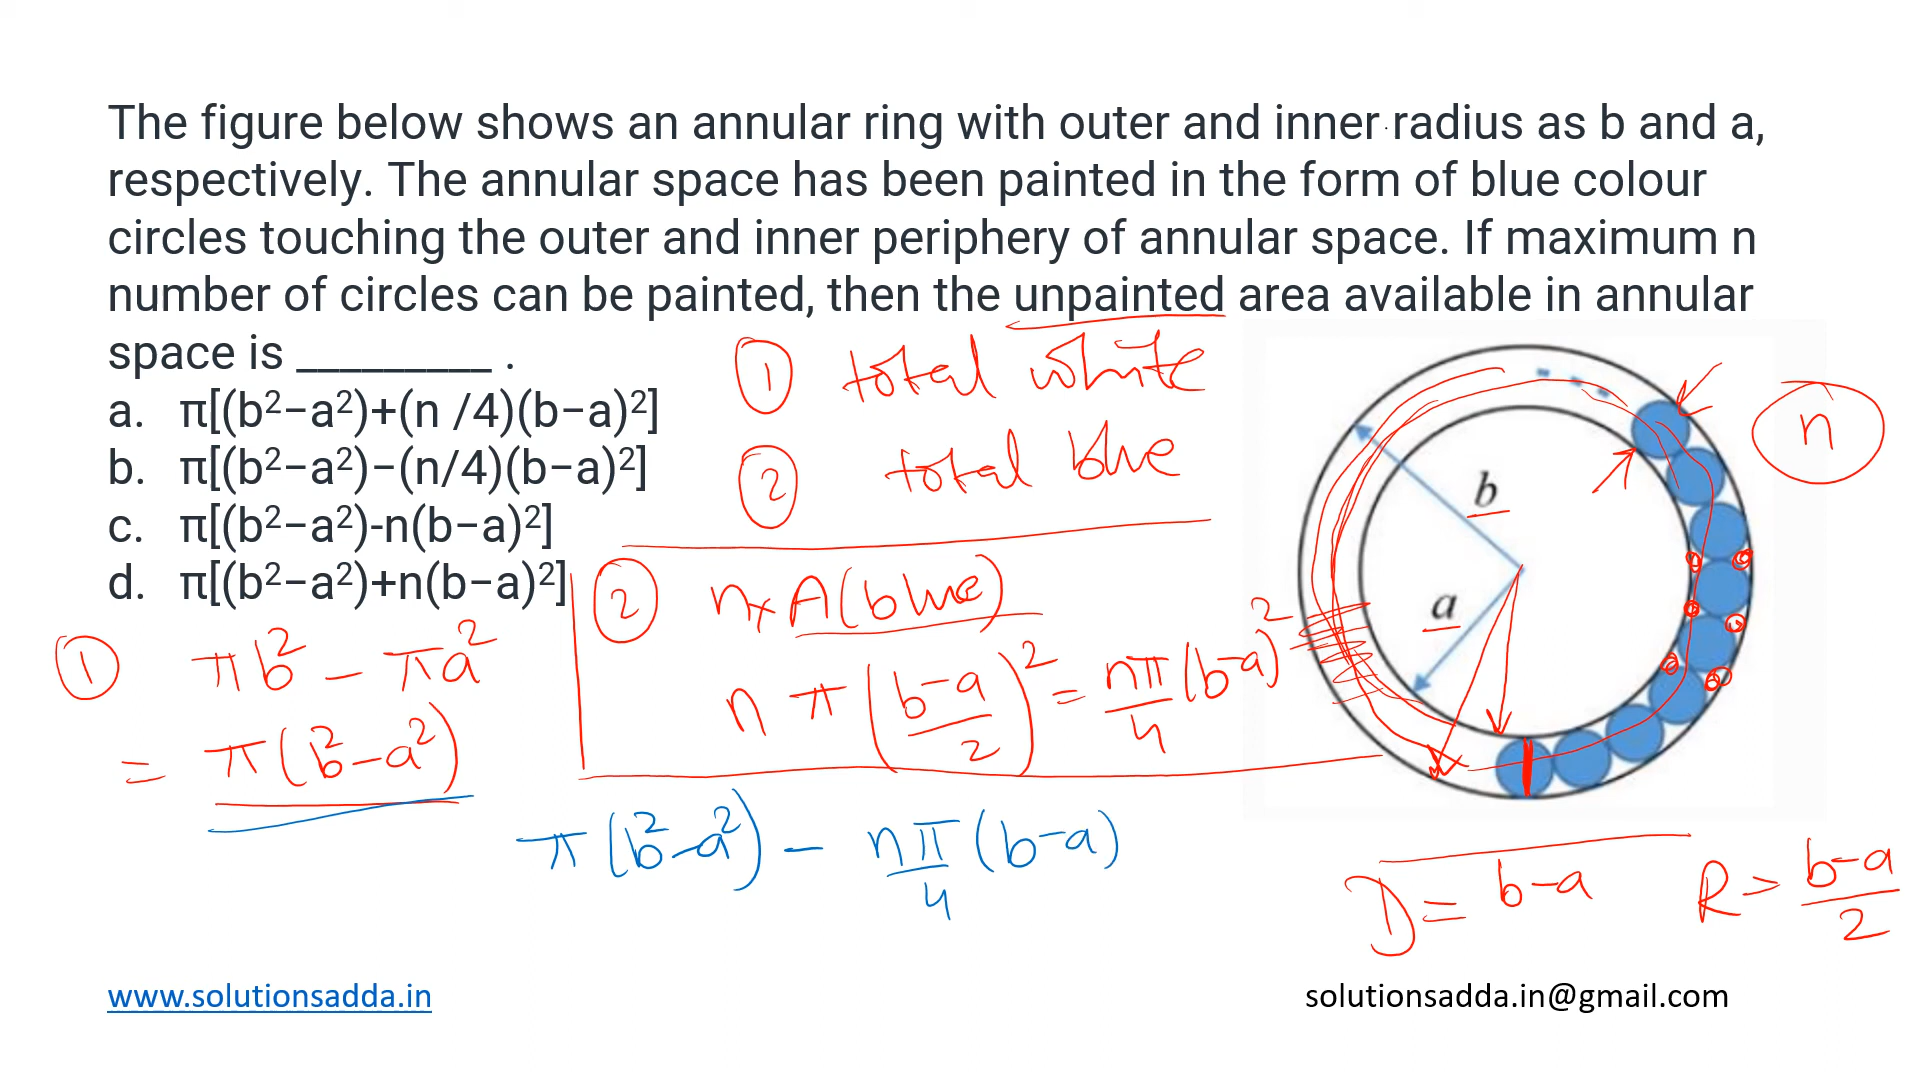 The figure below shows an annular ring with outer and inner radius as b and a,
respectively. The annular space has been painted in the form of blue colour
circles touching the outer and inner periphery of annular space. If maximum n
number of circles can be painted, then the unpainted area available in annular
space is _________ .
a. π[(b²−a²)+(n /4)(b−a)²]
b. π[(b²−a²)−(n/4)(b−a)²]
c. π[(b²−a²)-n(b−a)²]
d. π[(b²−a²)+n(b−a)²]
① total white
② total blue
② n x A(blue)
n π ((b-a)/2)² = nπ/4 (b-a)²
① πb² - πa²
= π(b²-a²)
π(b²-a²) - nπ/4 (b-a)
b
a
n
D = b-a
R = (b-a)/2
www.solutionsadda.in
solutionsadda.in@gmail.com